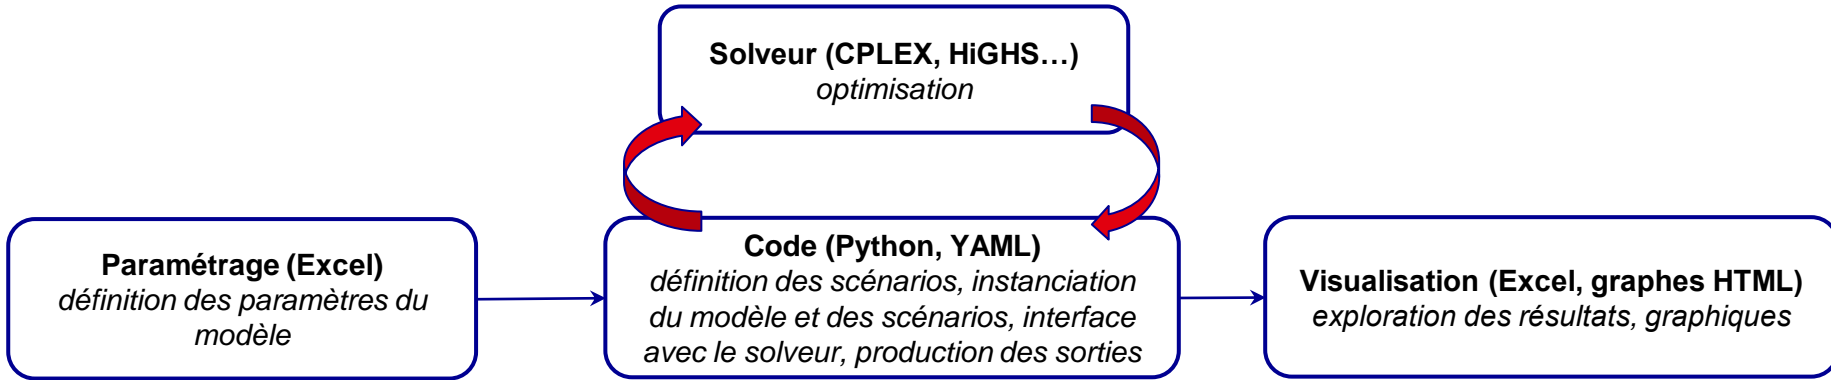 Solveur (CPLEX, HiGHS…)
optimisation
Paramétrage (Excel)
définition des paramètres du
modèle
Code (Python, YAML)
définition des scénarios, instanciation
du modèle et des scénarios, interface
avec le solveur, production des sorties
Visualisation (Excel, graphes HTML)
exploration des résultats, graphiques